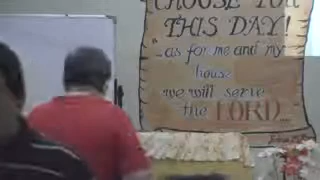 CHOOSE YOU
THIS DAY!
"...as for me and my
house
we will serve
the LORD....